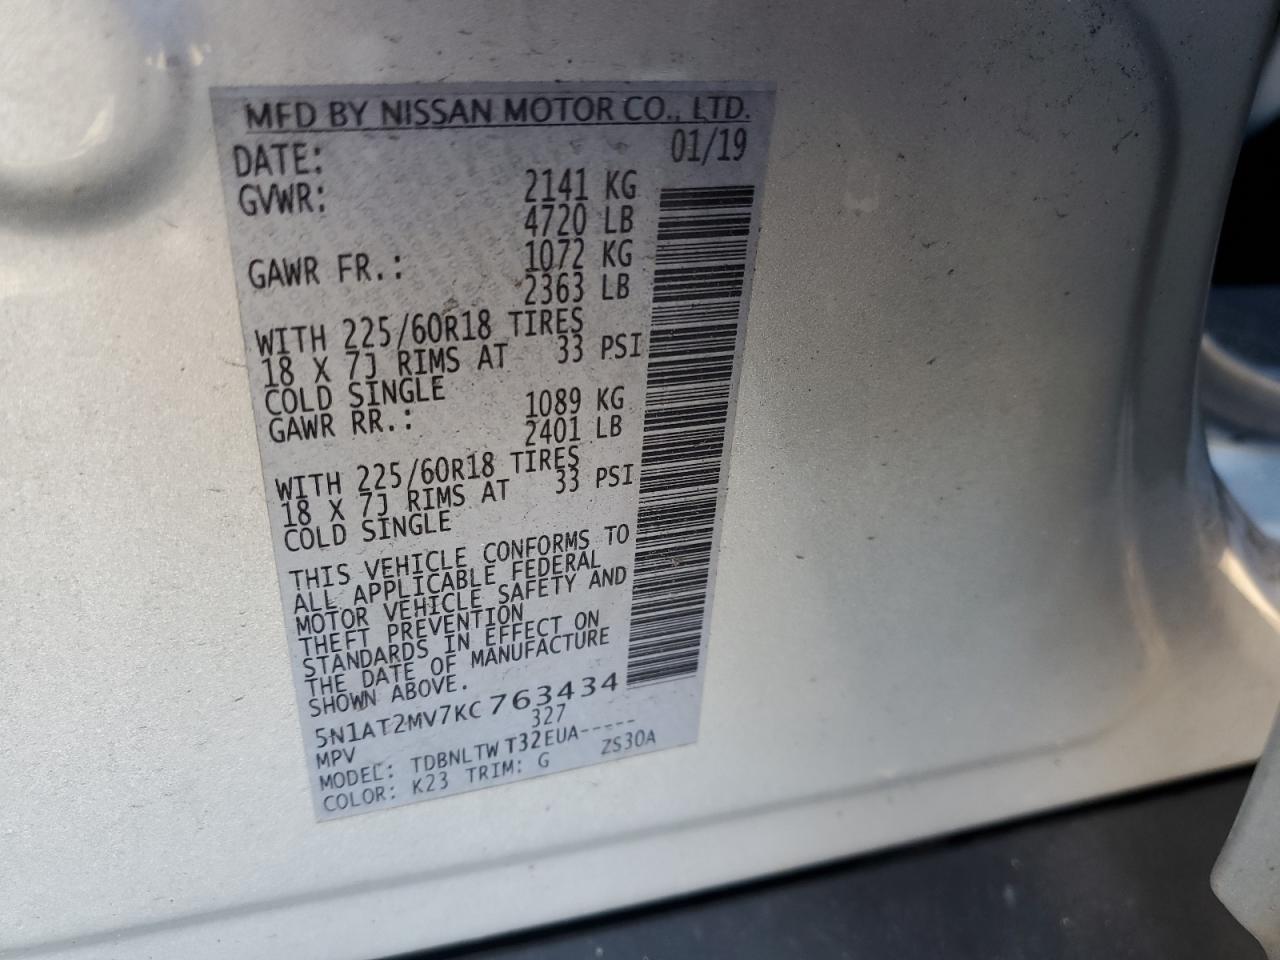 MFD BY NISSAN MOTOR CO., LTD.
DATE: 01/19
GVWR: 2141 KG
4720 LB
GAWR FR.: 1072 KG
2363 LB
WITH 225/60R18 TIRES
18 X 7J RIMS AT 33 PSI
COLD SINGLE
GAWR RR.: 1089 KG
2401 LB
WITH 225/60R18 TIRES
18 X 7J RIMS AT 33 PSI
COLD SINGLE
THIS VEHICLE CONFORMS TO
ALL APPLICABLE FEDERAL
MOTOR VEHICLE SAFETY AND
THEFT PREVENTION
STANDARDS IN EFFECT ON
THE DATE OF MANUFACTURE
SHOWN ABOVE.
5N1AT2MV7KC763434
MPV 327
MODEL: TDBNLTWT32EUA-----
COLOR: K23 TRIM: G ZS30A